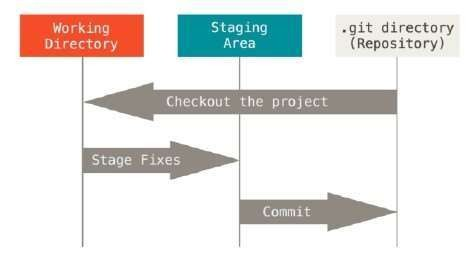 Working
Directory
Staging
Area
.git directory
(Repository)
Checkout the project
Stage Fixes
Commit